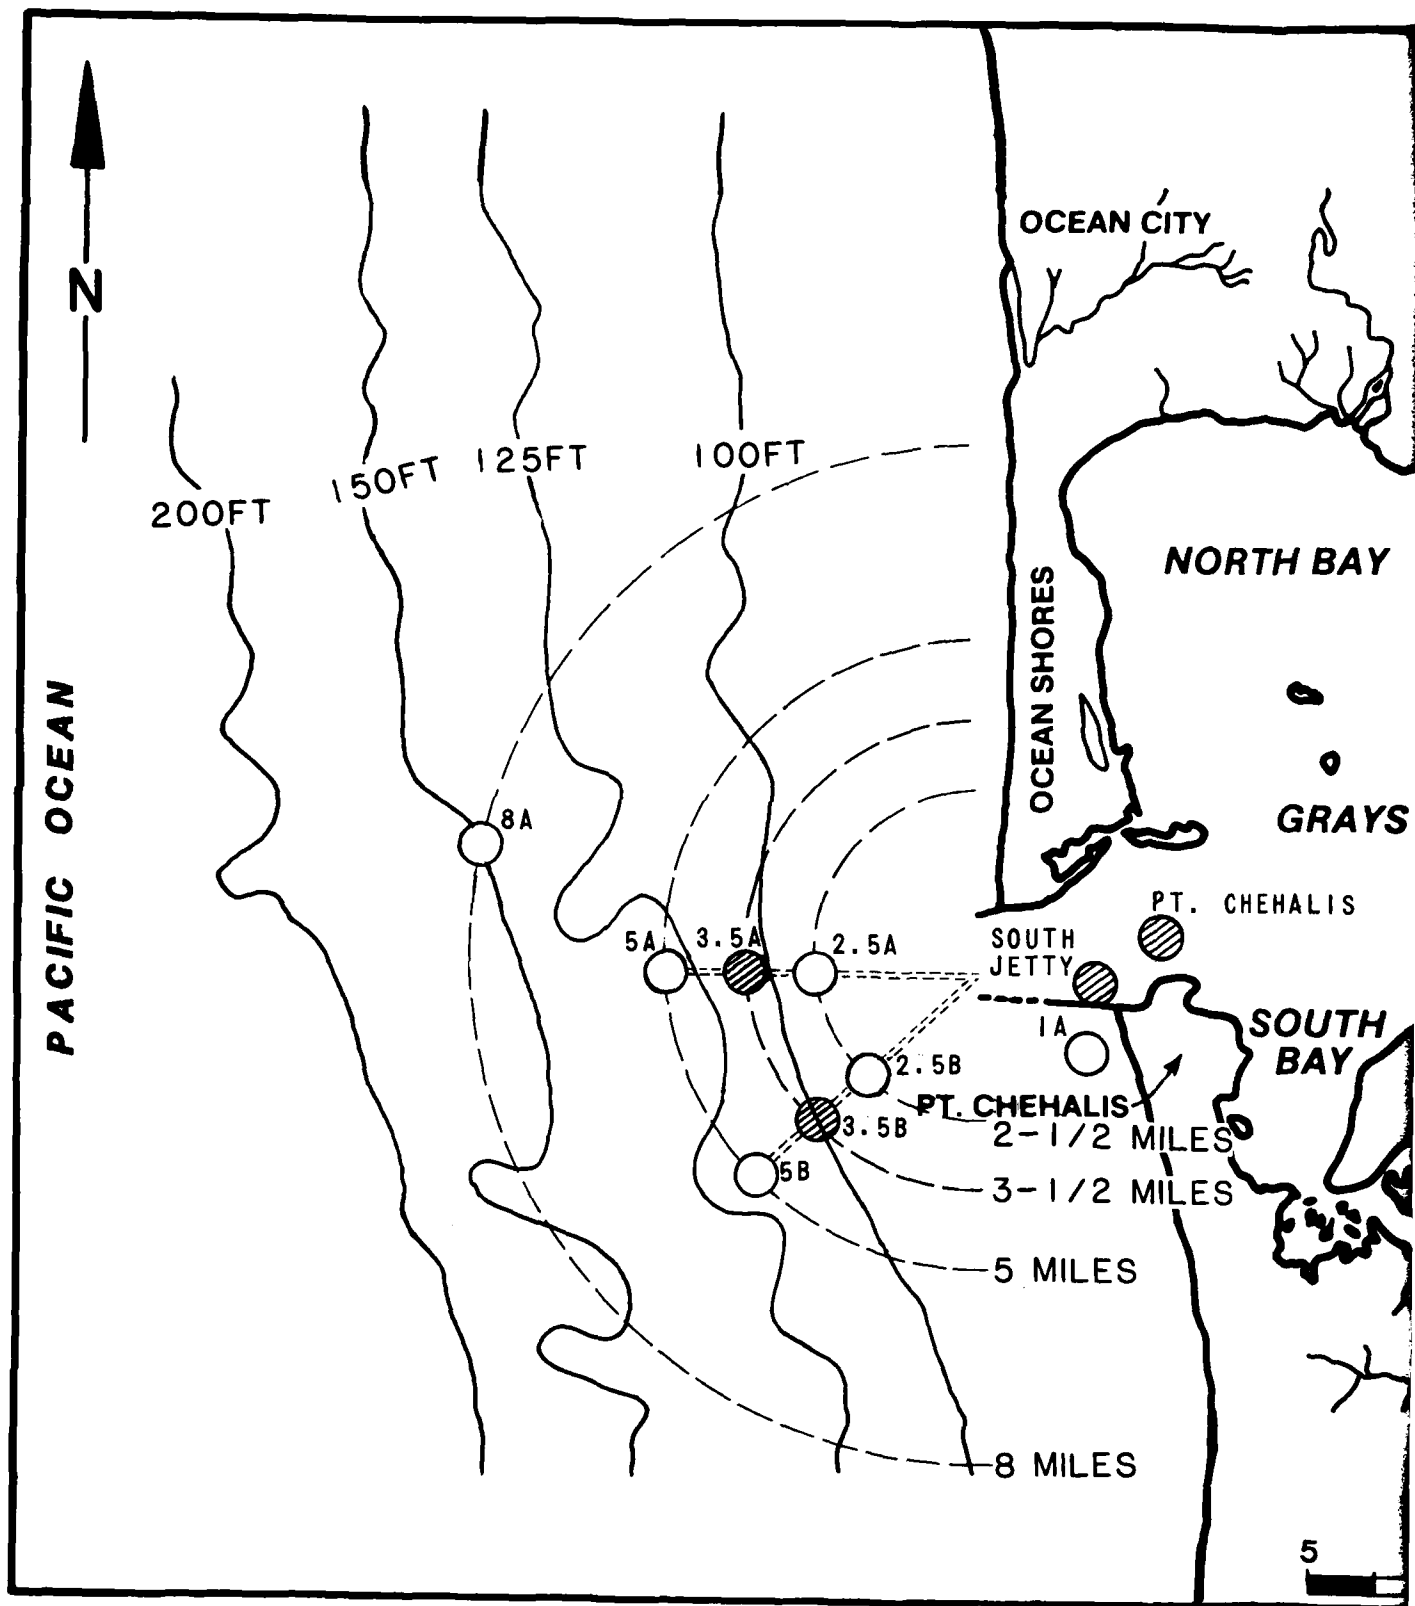 N
OCEAN CITY
200FT
150FT
125FT
100FT
NORTH BAY
OCEAN SHORES
PACIFIC OCEAN
8A
GRAYS
PT. CHEHALIS
5A
3.5A
2.5A
SOUTH
JETTY
1A
SOUTH
BAY
2.5B
PT. CHEHALIS
3.5B
2-1/2 MILES
5B
3-1/2 MILES
5 MILES
8 MILES
5